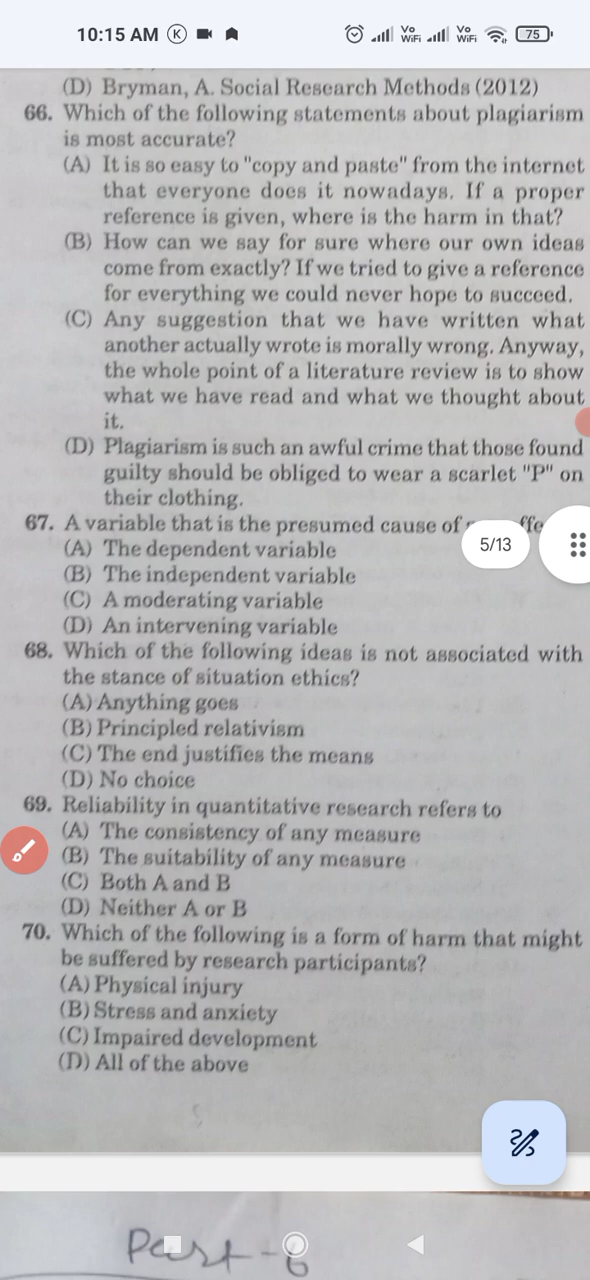 10:15 AM K Vo WiFi Vo WiFi 75
(D) Bryman, A. Social Research Methods (2012)
66. Which of the following statements about plagiarism
is most accurate?
(A) It is so easy to "copy and paste" from the internet
that everyone does it nowadays. If a proper
reference is given, where is the harm in that?
(B) How can we say for sure where our own ideas
come from exactly? If we tried to give a reference
for everything we could never hope to succeed.
(C) Any suggestion that we have written what
another actually wrote is morally wrong. Anyway,
the whole point of a literature review is to show
what we have read and what we thought about
it.
(D) Plagiarism is such an awful crime that those found
guilty should be obliged to wear a scarlet "P" on
their clothing.
67. A variable that is the presumed cause of
5/13
(A) The dependent variable
(B) The independent variable
(C) A moderating variable
(D) An intervening variable
68. Which of the following ideas is not associated with
the stance of situation ethics?
(A) Anything goes
(B) Principled relativism
(C) The end justifies the means
(D) No choice
69. Reliability in quantitative research refers to
(A) The consistency of any measure
(B) The suitability of any measure
(C) Both A and B
(D) Neither A or B
70. Which of the following is a form of harm that might
be suffered by research participants?
(A) Physical injury
(B) Stress and anxiety
(C) Impaired development
(D) All of the above
Part-6